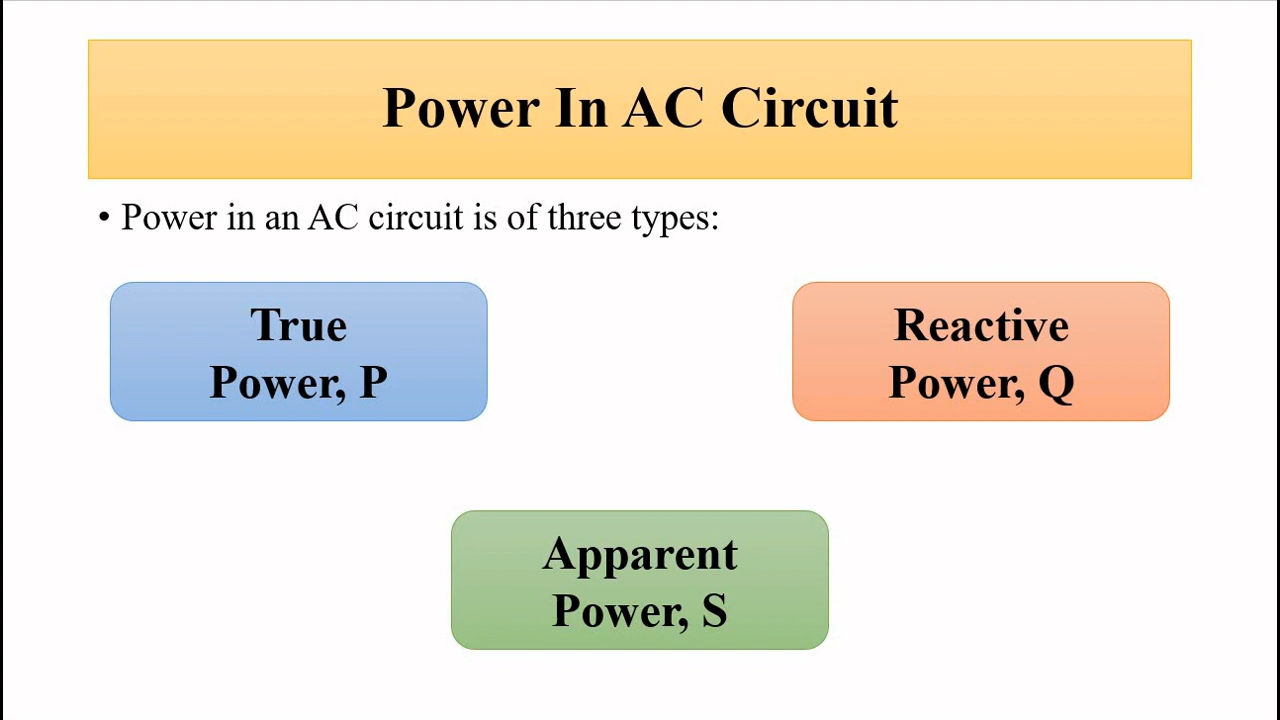 Power In AC Circuit
• Power in an AC circuit is of three types:
True
Power, P
Reactive
Power, Q
Apparent
Power, S